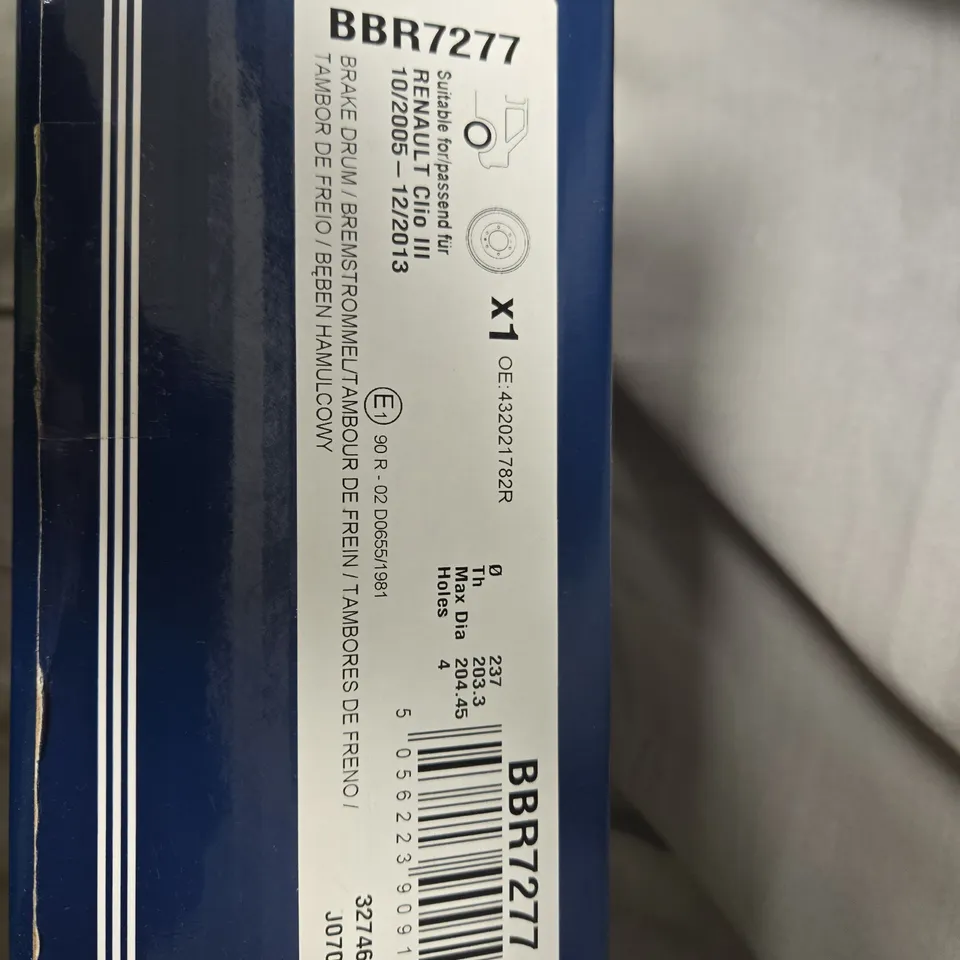 BBR7277
Suitable for/passend für
RENAULT Clio III
10/2005 – 12/2013
x1
OE:432021782R
Ø 237
Th 203.3
Max Dia 204.45
Holes 4
E1 90 R - 02 D0655/1981
BRAKE DRUM / BREMSTROMMEL/TAMBOUR DE FREIN / TAMBORES DE FRENO /
TAMBOR DE FREIO / BĘBEN HAMULCOWY
BBR7277
5 056223 9091
32746
J070